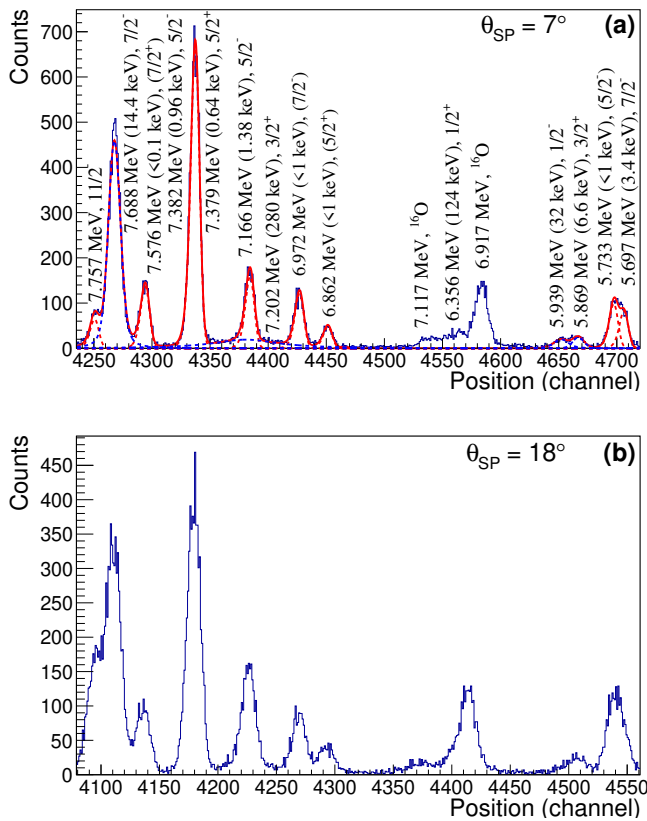 θSP = 7° (a)
Counts
700
600
500
400
300
200
100
0
7.757 MeV, 11/2⁻
7.688 MeV (14.4 keV), 7/2⁻
7.576 MeV (<0.1 keV), (7/2⁺)
7.382 MeV (0.96 keV), 5/2⁻
7.379 MeV (0.64 keV), 5/2⁺
7.166 MeV (1.38 keV), 5/2⁻
7.202 MeV (280 keV), 3/2⁺
6.972 MeV (<1 keV), (7/2⁻)
6.862 MeV (<1 keV), (5/2⁺)
7.117 MeV, ¹⁶O
6.356 MeV (124 keV), 1/2⁺
6.917 MeV, ¹⁶O
5.939 MeV (32 keV), 1/2⁻
5.869 MeV (6.6 keV), 3/2⁺
5.733 MeV (<1 keV), (5/2⁻)
5.697 MeV (3.4 keV), 7/2⁻
4250 4300 4350 4400 4450 4500 4550 4600 4650 4700
Position (channel)
θSP = 18° (b)
Counts
450
400
350
300
250
200
150
100
50
0
4100 4150 4200 4250 4300 4350 4400 4450 4500 4550
Position (channel)